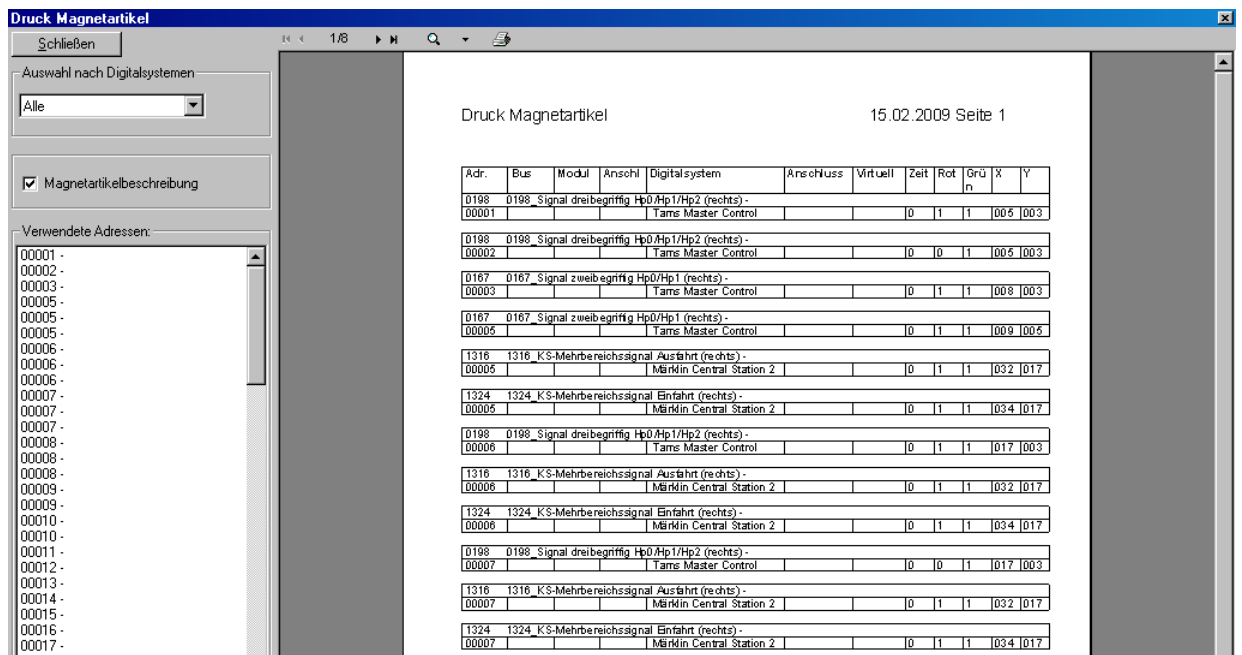 Druck Magnetartikel
Schließen
1/8
Auswahl nach Digitalsystemen
Alle
Magnetartikelbeschreibung
Verwendete Adressen:
00001 -
00002 -
00003 -
00005 -
00005 -
00005 -
00006 -
00006 -
00006 -
00007 -
00007 -
00007 -
00008 -
00008 -
00008 -
00009 -
00009 -
00010 -
00010 -
00011 -
00012 -
00013 -
00014 -
00015 -
00016 -
00017 -
Druck Magnetartikel 15.02.2009 Seite 1
Adr. Bus Modul Anschl Digitalsystem Anschluss Virtuell Zeit Rot Grü X Y
n
0198 0198_Signal dreibegriffig Hp0/Hp1/Hp2 (rechts) -
00001 Tams Master Control 0 1 1 005 003
0198 0198_Signal dreibegriffig Hp0/Hp1/Hp2 (rechts) -
00002 Tams Master Control 0 0 1 005 003
0167 0167_Signal zweibegriffig Hp0/Hp1 (rechts) -
00003 Tams Master Control 0 1 1 008 003
0167 0167_Signal zweibegriffig Hp0/Hp1 (rechts) -
00005 Tams Master Control 0 1 1 009 005
1316 1316_KS-Mehrbereichssignal Ausfahrt (rechts) -
00005 Märklin Central Station 2 0 1 1 032 017
1324 1324_KS-Mehrbereichssignal Einfahrt (rechts) -
00005 Märklin Central Station 2 0 1 1 034 017
0198 0198_Signal dreibegriffig Hp0/Hp1/Hp2 (rechts) -
00006 Tams Master Control 0 1 1 017 003
1316 1316_KS-Mehrbereichssignal Ausfahrt (rechts) -
00006 Märklin Central Station 2 0 1 1 032 017
1324 1324_KS-Mehrbereichssignal Einfahrt (rechts) -
00006 Märklin Central Station 2 0 1 1 034 017
0198 0198_Signal dreibegriffig Hp0/Hp1/Hp2 (rechts) -
00007 Tams Master Control 0 0 1 017 003
1316 1316_KS-Mehrbereichssignal Ausfahrt (rechts) -
00007 Märklin Central Station 2 0 1 1 032 017
1324 1324_KS-Mehrbereichssignal Einfahrt (rechts) -
00007 Märklin Central Station 2 0 1 1 034 017